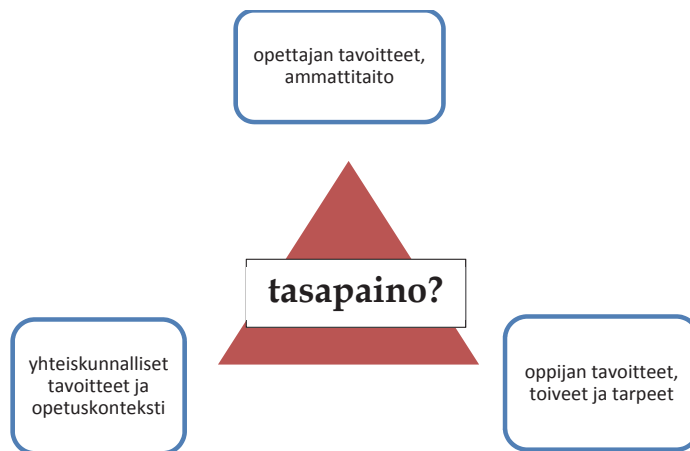 opettajan tavoitteet,
ammattitaito
tasapaino?
yhteiskunnalliset
tavoitteet ja
opetuskonteksti
oppijan tavoitteet,
toiveet ja tarpeet